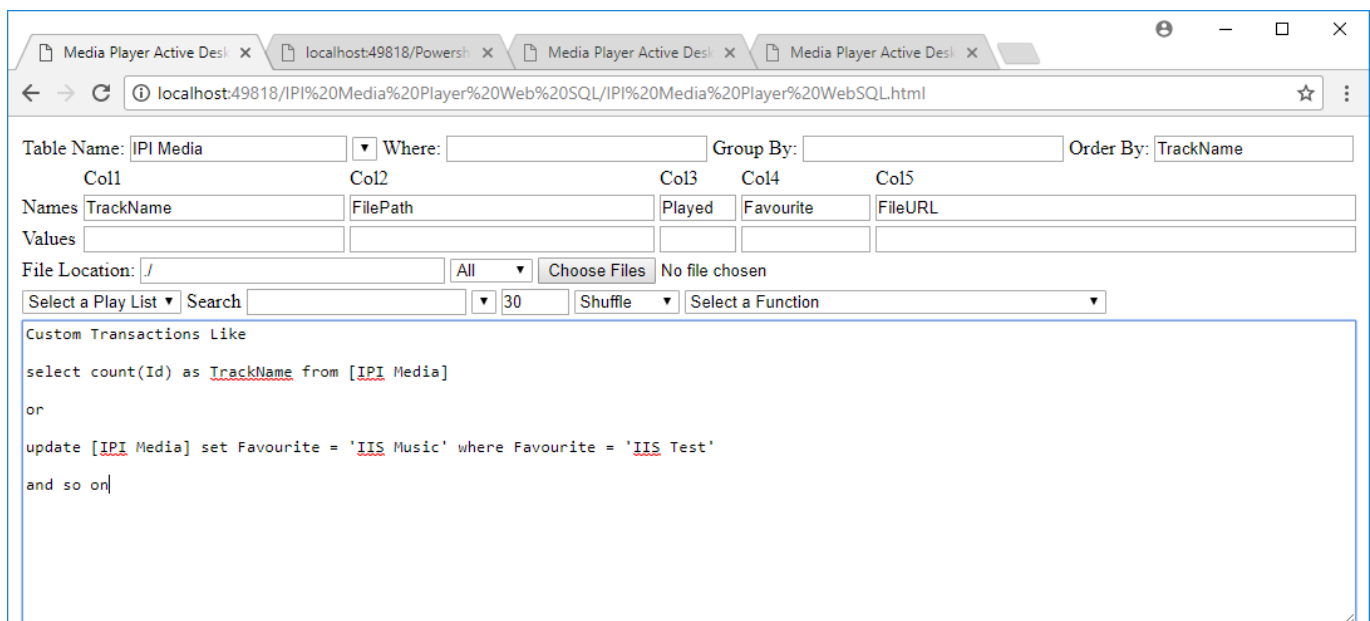 Media Player Active Desk localhost:49818/Powersh Media Player Active Desk Media Player Active Desk
localhost:49818/IPI%20Media%20Player%20Web%20SQL/IPI%20Media%20Player%20WebSQL.html
Table Name: IPI Media Where: Group By: Order By: TrackName
Col1 Col2 Col3 Col4 Col5
Names TrackName FilePath Played Favourite FileURL
Values
File Location: ./ All Choose Files No file chosen
Select a Play List Search 30 Shuffle Select a Function
Custom Transactions Like
select count(Id) as TrackName from [IPI Media]
or
update [IPI Media] set Favourite = 'IIS Music' where Favourite = 'IIS Test'
and so on